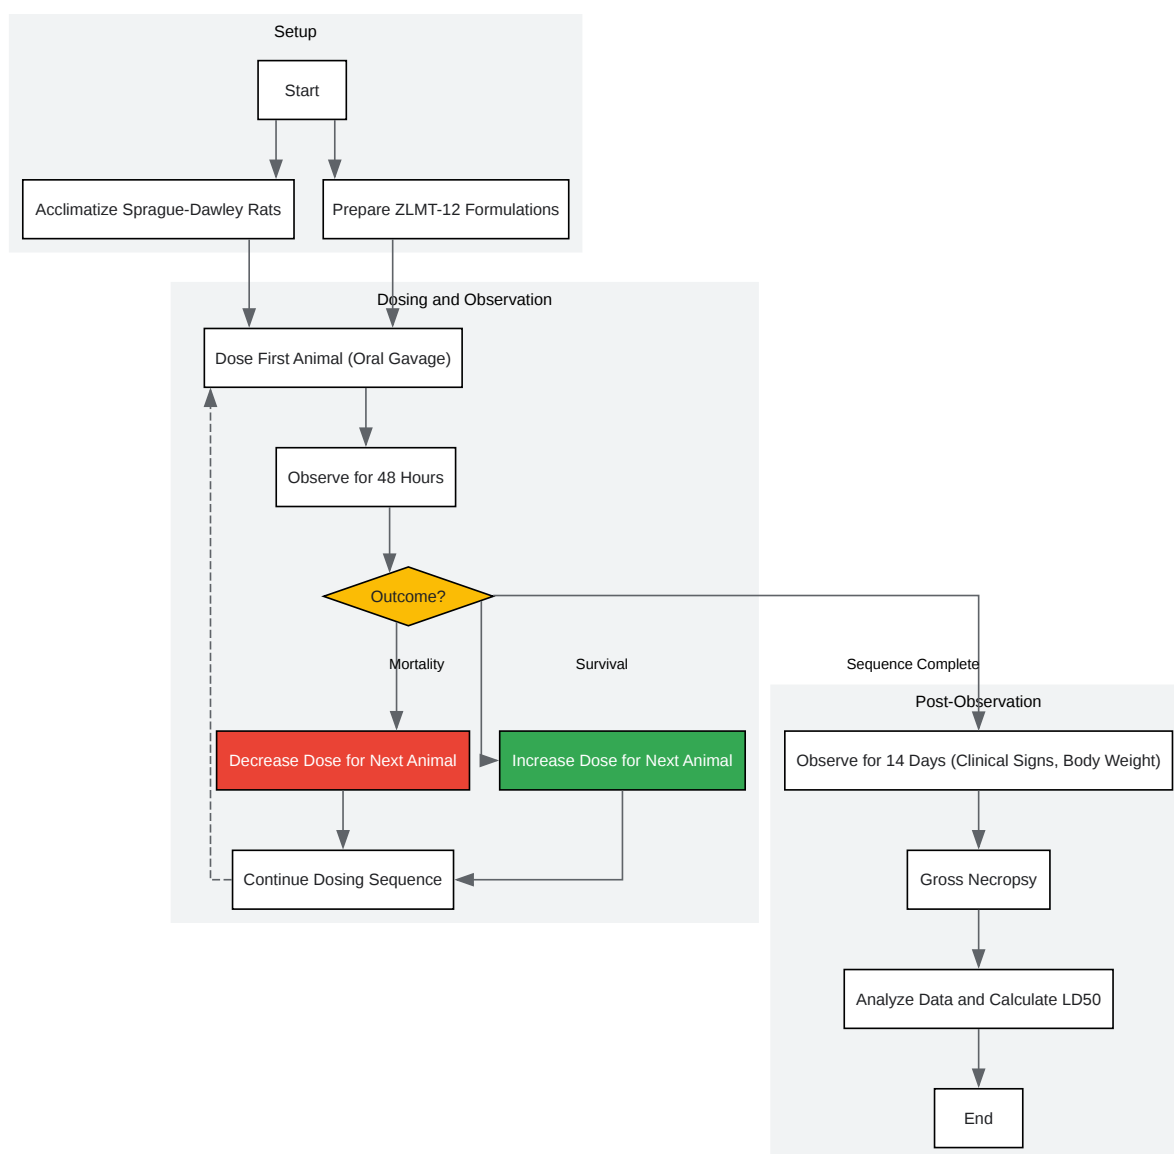 Setup
Start
Acclimatize Sprague-Dawley Rats
Prepare ZLMT-12 Formulations
Dosing and Observation
Dose First Animal (Oral Gavage)
Observe for 48 Hours
Outcome?
Mortality
Survival
Sequence Complete
Decrease Dose for Next Animal
Increase Dose for Next Animal
Continue Dosing Sequence
Post-Observation
Observe for 14 Days (Clinical Signs, Body Weight)
Gross Necropsy
Analyze Data and Calculate LD50
End